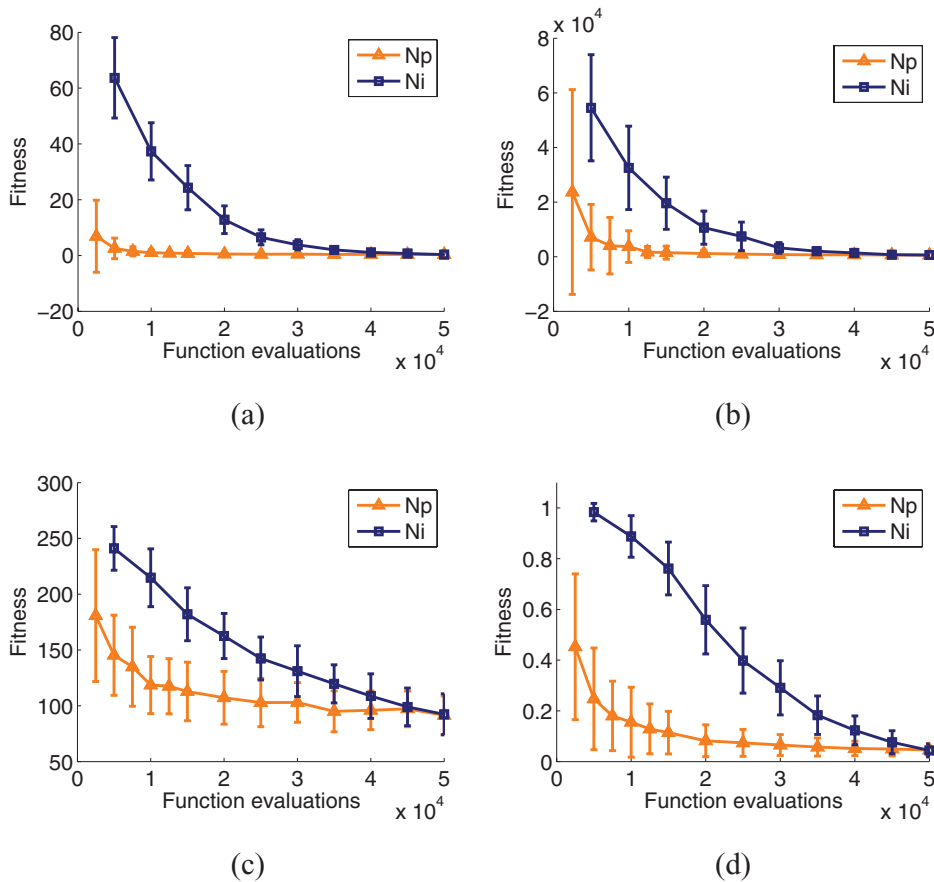 80
60
40
20
0
−20
Fitness
Np
Ni
0 1 2 3 4 5
Function evaluations
x 10^4
(a)
x 10^4
8
6
4
2
0
−2
Fitness
Np
Ni
0 1 2 3 4 5
Function evaluations
x 10^4
(b)
300
250
200
150
100
50
Fitness
Np
Ni
0 1 2 3 4 5
Function evaluations
x 10^4
(c)
1
0.8
0.6
0.4
0.2
0
Fitness
Np
Ni
0 1 2 3 4 5
Function evaluations
x 10^4
(d)